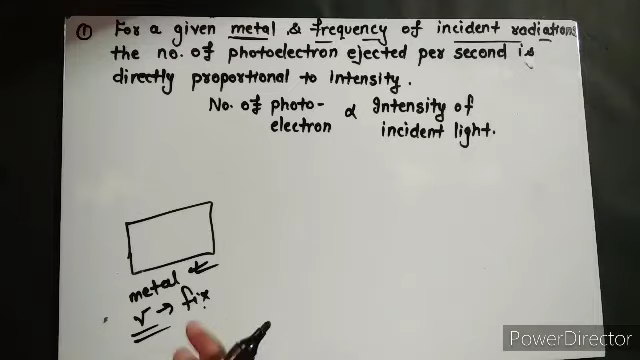 ① For a given metal & frequency of incident radiations
the no. of photoelectron ejected per second is
directly proportional to Intensity.
No. of photo- ∝ Intensity of
electron incident light.
metal
ν → fix
PowerDirector